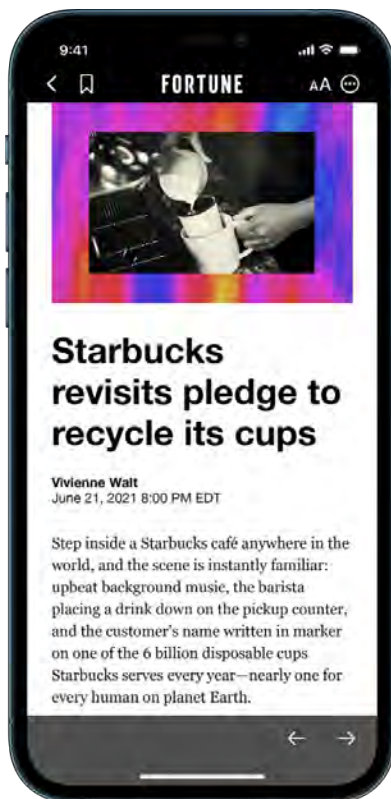 9:41
FORTUNE AA
Starbucks
revisits pledge to
recycle its cups
Vivienne Walt
June 21, 2021 8:00 PM EDT
Step inside a Starbucks café anywhere in the
world, and the scene is instantly familiar:
upbeat background music, the barista
placing a drink down on the pickup counter,
and the customer's name written in marker
on one of the 6 billion disposable cups
Starbucks serves every year—nearly one for
every human on planet Earth.